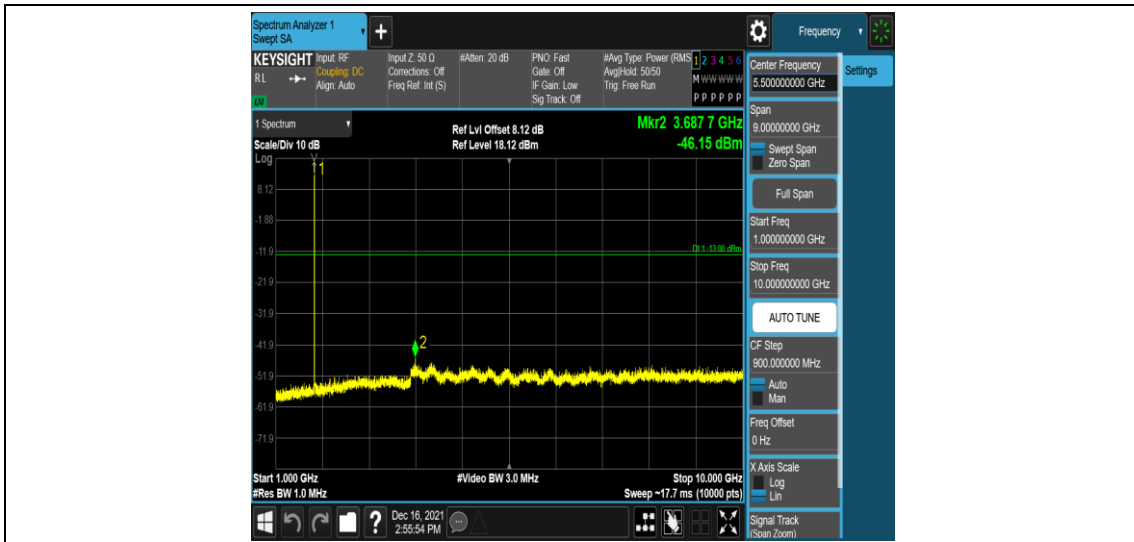 Spectrum Analyzer 1
Swept SA
+
Frequency
KEYSIGHT
RL
LXI
Input: RF
Coupling: DC
Align: Auto
Input Z: 50 Ω
Corrections: Off
Freq Ref: Int (S)
#Atten: 20 dB
PNO: Fast
Gate: Off
IF Gain: Low
Sig Track: Off
#Avg Type: Power (RMS
Avg|Hold: 50/50
Trig: Free Run
1 2 3 4 5 6
M W W W W W
P P P P P P
Center Frequency
5.500000000 GHz
Settings
Span
9.00000000 GHz
Swept Span
Zero Span
Full Span
Start Freq
1.000000000 GHz
Stop Freq
10.000000000 GHz
AUTO TUNE
CF Step
900.000000 MHz
Auto
Man
Freq Offset
0 Hz
X Axis Scale
Log
Lin
Signal Track
(Span Zoom)
1 Spectrum
Scale/Div 10 dB
Ref Lvl Offset 8.12 dB
Ref Level 18.12 dBm
Mkr2 3.687 7 GHz
-46.15 dBm
Log
1
8.12
-1.88
-11.9
DL1 -13.00 dBm
-21.9
-31.9
-41.9
2
-51.9
-61.9
-71.9
Start 1.000 GHz
#Video BW 3.0 MHz
Stop 10.000 GHz
#Res BW 1.0 MHz
Sweep ~17.7 ms (10000 pts)
?
Dec 16, 2021
2:55:54 PM